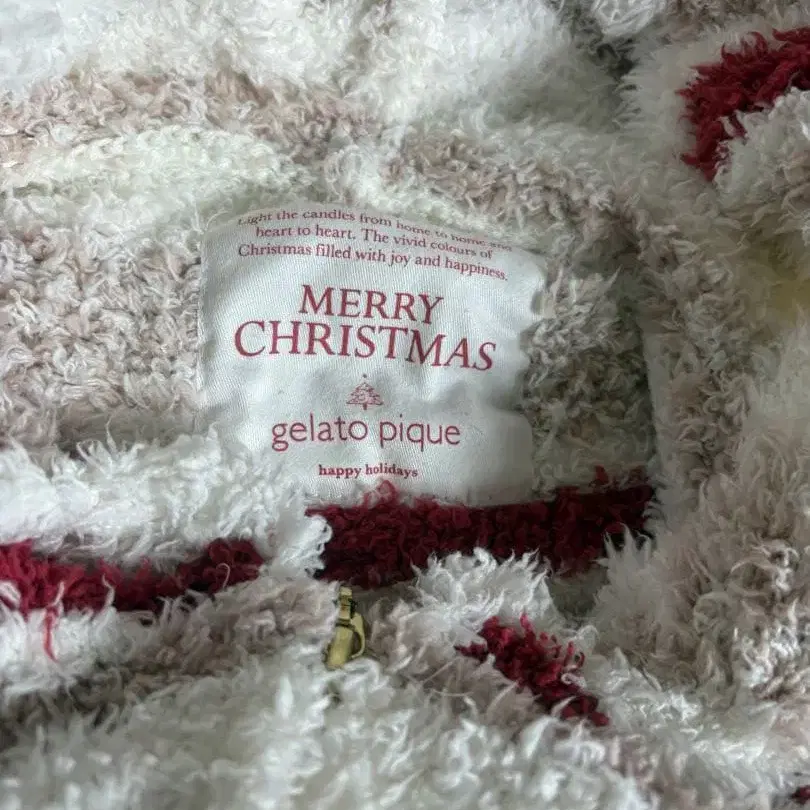 Light the candles from home to home and
heart to heart. The vivid colours of
Christmas filled with joy and happiness.
MERRY
CHRISTMAS
gelato pique
happy holidays